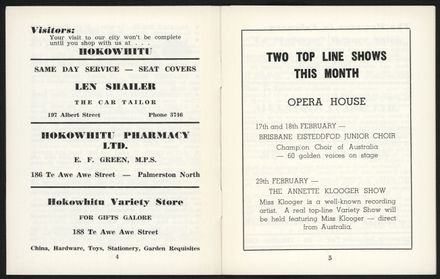 Visitors:
Your visit to our city won't be complete
until you shop with us at . . .
HOKOWHITU
SAME DAY SERVICE — SEAT COVERS
LEN SHAILER
THE CAR TAILOR
197 Albert Street Phone 3746
HOKOWHITU PHARMACY
LTD.
E. F. GREEN, M.P.S.
186 Te Awe Awe Street — Palmerston North
Hokowhitu Variety Store
FOR GIFTS GALORE
188 Te Awe Awe Street
China, Hardware, Toys, Stationery, Garden Requisites
4
TWO TOP LINE SHOWS
THIS MONTH
OPERA HOUSE
17th and 18th FEBRUARY —
BRISBANE EISTEDDFOD JUNIOR CHOIR
Champion Choir of Australia
— 60 golden voices on stage
29th FEBRUARY —
THE ANNETTE KLOOGER SHOW
Miss Klooger is a well-known recording
artist. A real top-line Variety Show will
be held featuring Miss Klooger — direct
from Australia.
5